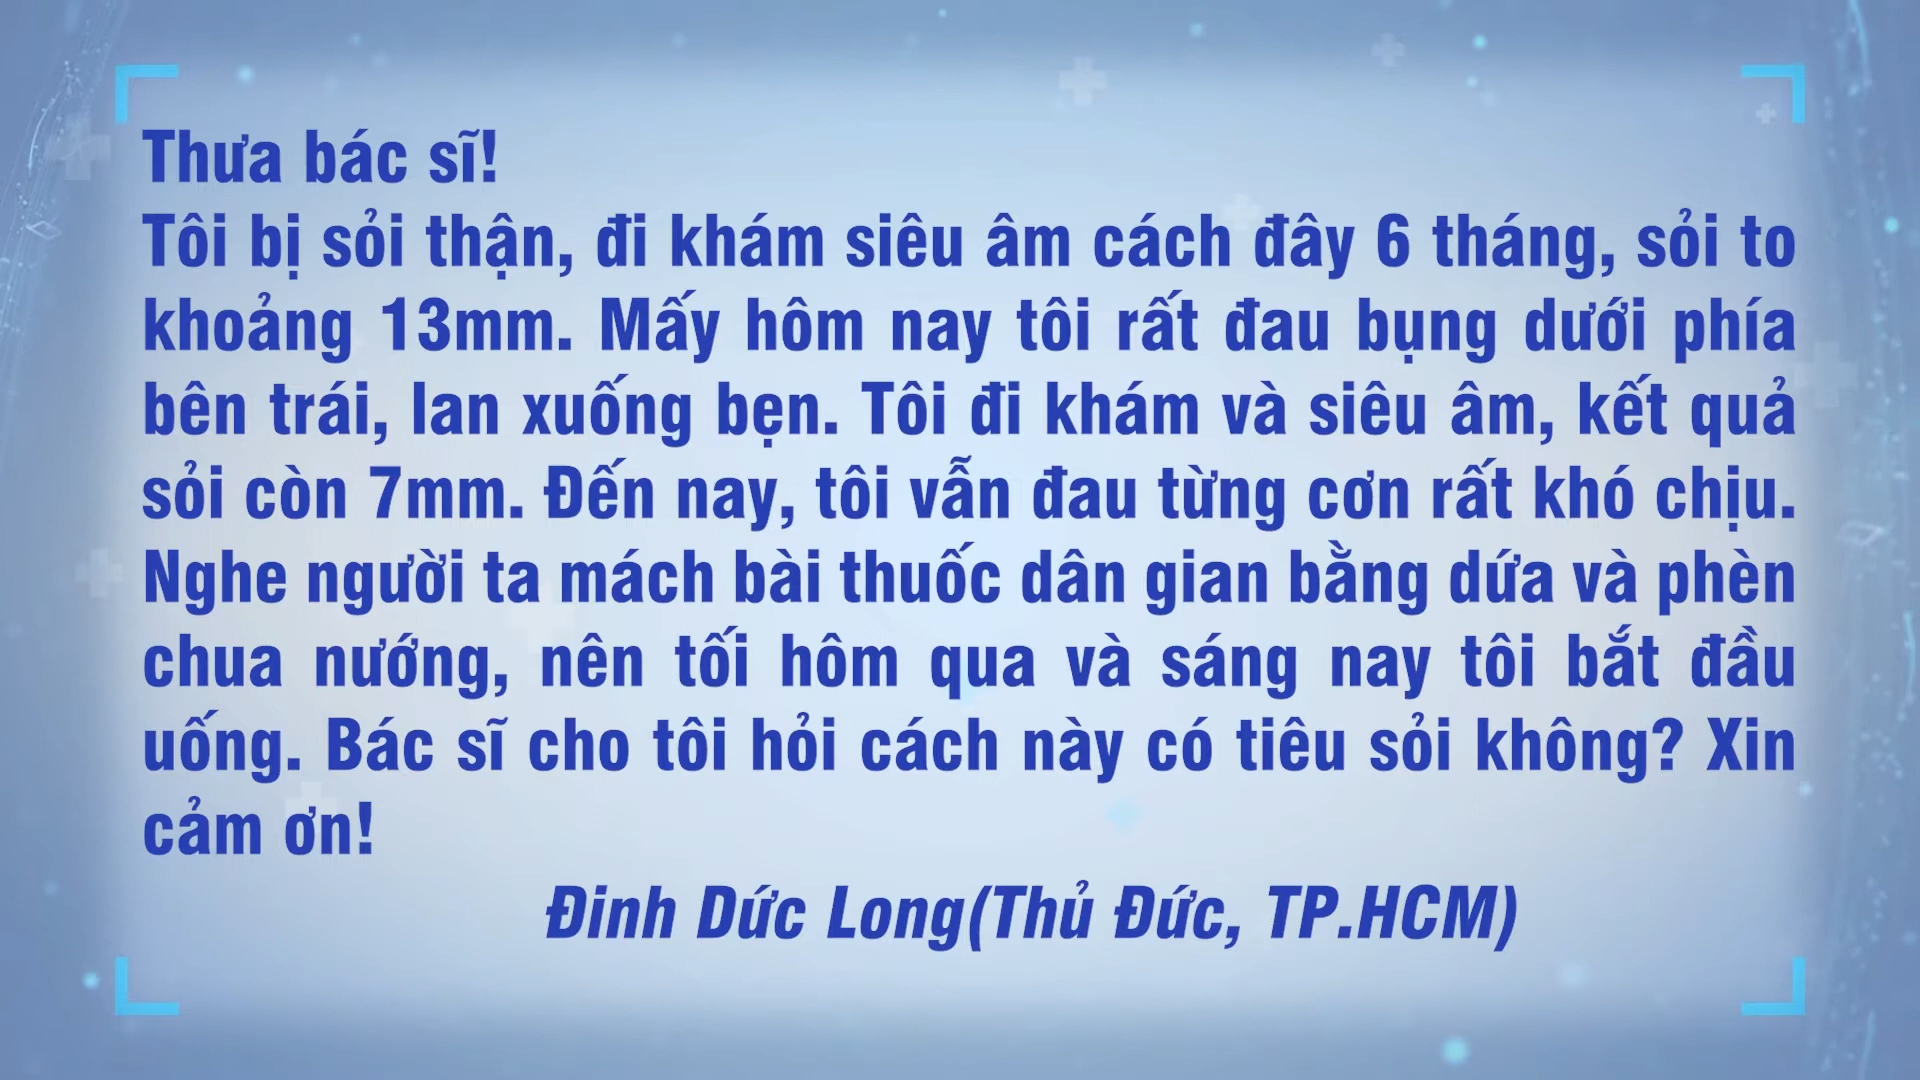 Thưa bác sĩ!
Tôi bị sỏi thận, đi khám siêu âm cách đây 6 tháng, sỏi to
khoảng 13mm. Mấy hôm nay tôi rất đau bụng dưới phía
bên trái, lan xuống bẹn. Tôi đi khám và siêu âm, kết quả
sỏi còn 7mm. Đến nay, tôi vẫn đau từng cơn rất khó chịu.
Nghe người ta mách bài thuốc dân gian bằng dứa và phèn
chua nướng, nên tối hôm qua và sáng nay tôi bắt đầu
uống. Bác sĩ cho tôi hỏi cách này có tiêu sỏi không? Xin
cảm ơn!
Đinh Dức Long(Thủ Đức, TP.HCM)